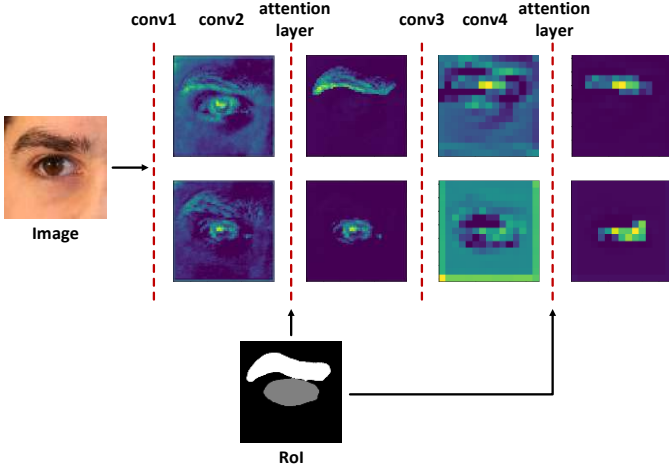 conv1 conv2 attention layer conv3 conv4 attention layer
Image
RoI